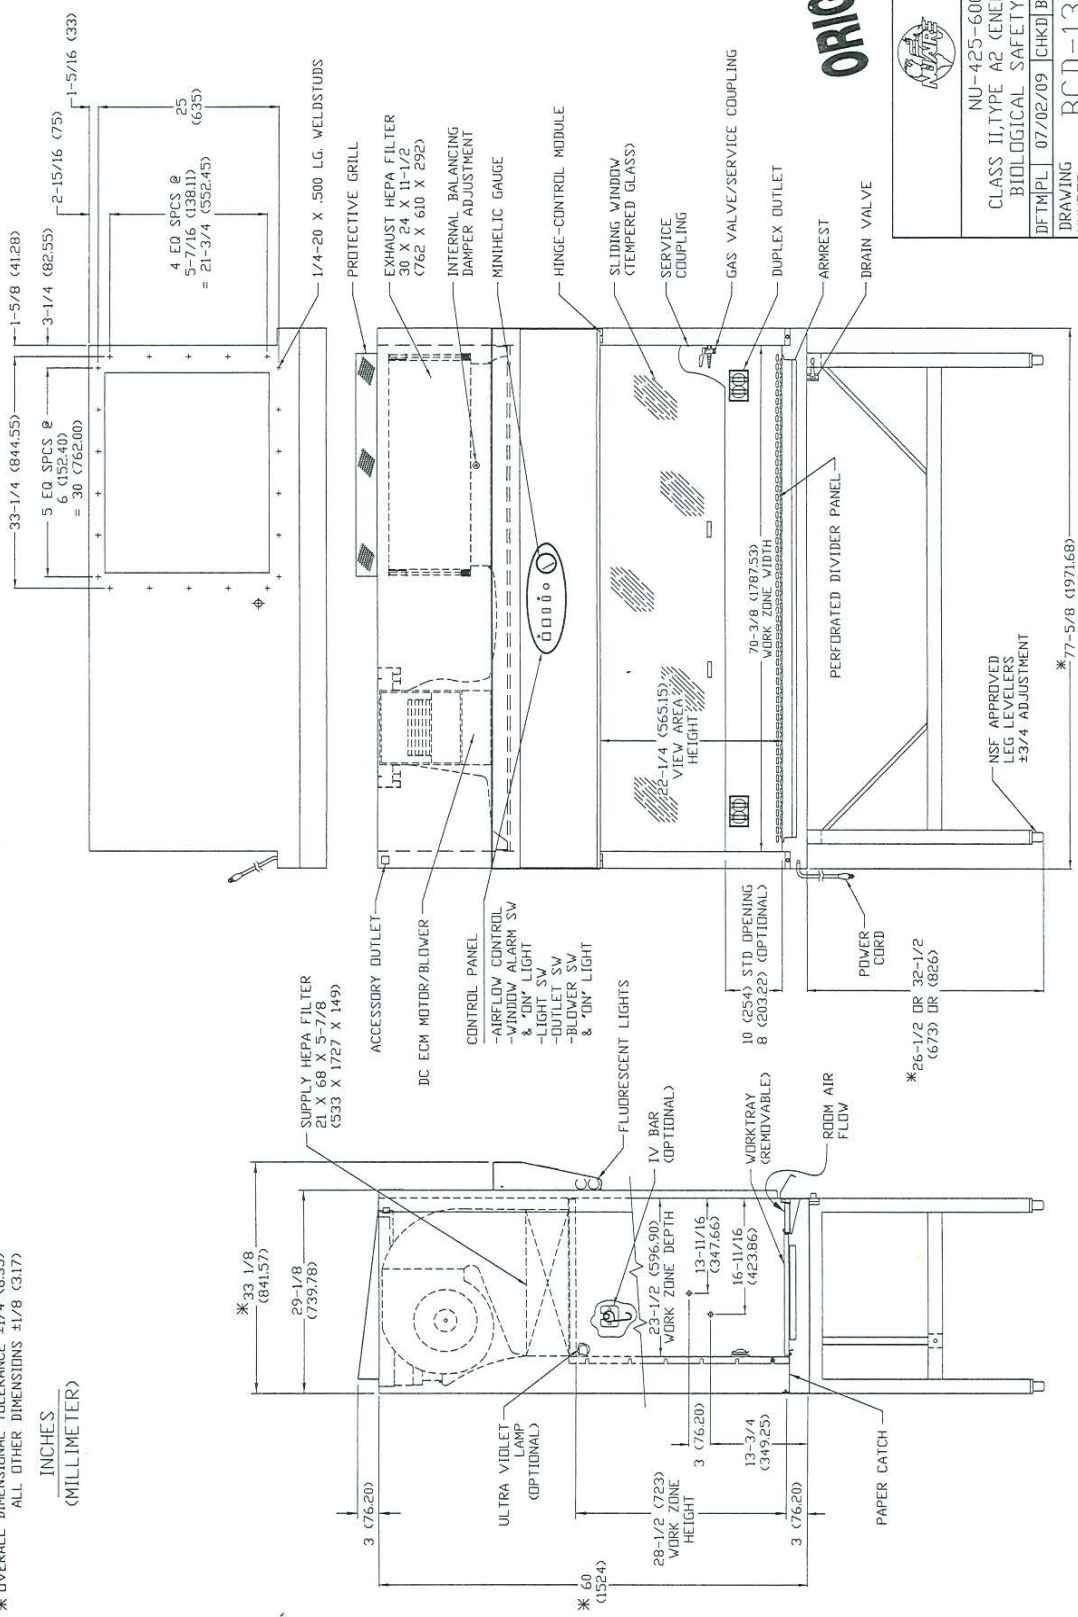 * OVERALL DIMENSIONAL TOLERANCE ±1/4 (6.35)
ALL OTHER DIMENSIONS ±1/8 (3.17)
INCHES
(MILLIMETER)
33-1/4 (844.55)
1-5/8 (41.28)
3-1/4 (82.55)
2-15/16 (75)
1-5/16 (33)
5 EQ SPCS @
6 (152.40)
= 30 (762.00)
4 EQ SPCS @
5-7/16 (138.11)
= 21-3/4 (552.45)
25
(635)
1/4-20 X .500 LG. WELDSTUDS
PROTECTIVE GRILL
EXHAUST HEPA FILTER
30 X 24 X 11-1/2
(762 X 610 X 292)
INTERNAL BALANCING
DAMPER ADJUSTMENT
MINIHELIC GAUGE
HINGE-CONTROL MODULE
SLIDING WINDOW
(TEMPERED GLASS)
SERVICE
COUPLING
GAS VALVE/SERVICE COUPLING
DUPLEX OUTLET
ARMREST
DRAIN VALVE
ACCESSORY OUTLET
DC ECM MOTOR/BLOWER
CONTROL PANEL
-AIRFLOW CONTROL
-WINDOW ALARM SW
& 'ON' LIGHT
-LIGHT SW
-OUTLET SW
-BLOWER SW
& 'ON' LIGHT
22-1/4 (565.15)
VIEW AREA
HEIGHT
70-3/8 (1787.53)
WORK ZONE WIDTH
PERFORATED DIVIDER PANEL
10 (254) STD OPENING
8 (203.22) (OPTIONAL)
POWER
CORD
*26-1/2 OR 32-1/2
(673) OR (826)
NSF APPROVED
LEG LEVELERS
±3/4 ADJUSTMENT
*77-5/8 (1971.68)
SUPPLY HEPA FILTER
21 X 68 X 5-7/8
(533 X 1727 X 149)
*33 1/8
(841.57)
29-1/8
(739.78)
FLUORESCENT LIGHTS
IV BAR
(OPTIONAL)
23-1/2 (596.90)
WORK ZONE DEPTH
13-11/16
(347.66)
16-11/16
(423.86)
WORKTRAY
(REMOVABLE)
ROOM AIR
FLOW
3 (76.20)
ULTRA VIOLET
LAMP
(OPTIONAL)
28-1/2 (723)
WORK ZONE
HEIGHT
3 (76.20)
13-3/4
(349.25)
3 (76.20)
* 60
(1524)
PAPER CATCH
ORIG
NUAIRE
NU-425-600
CLASS II,TYPE A2 (ENE
BIOLOGICAL SAFETY
DFTM PL 07/02/09 CHKD B
DRAWING
BCD-13